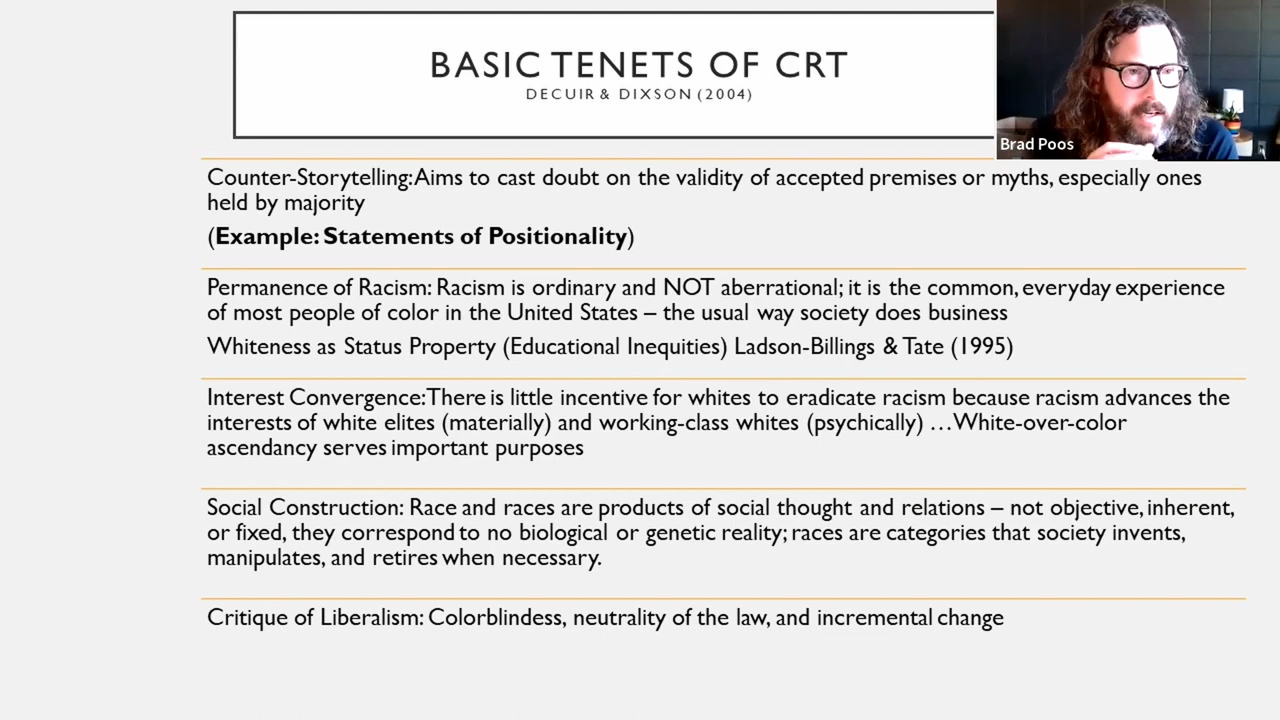 BASIC TENETS OF CRT
DECUIR & DIXSON (2004)
Brad Poos
Counter-Storytelling: Aims to cast doubt on the validity of accepted premises or myths, especially ones
held by majority
(Example: Statements of Positionality)
Permanence of Racism: Racism is ordinary and NOT aberrational; it is the common, everyday experience
of most people of color in the United States – the usual way society does business
Whiteness as Status Property (Educational Inequities) Ladson-Billings & Tate (1995)
Interest Convergence: There is little incentive for whites to eradicate racism because racism advances the
interests of white elites (materially) and working-class whites (psychically) …White-over-color
ascendancy serves important purposes
Social Construction: Race and races are products of social thought and relations – not objective, inherent,
or fixed, they correspond to no biological or genetic reality; races are categories that society invents,
manipulates, and retires when necessary.
Critique of Liberalism: Colorblindess, neutrality of the law, and incremental change